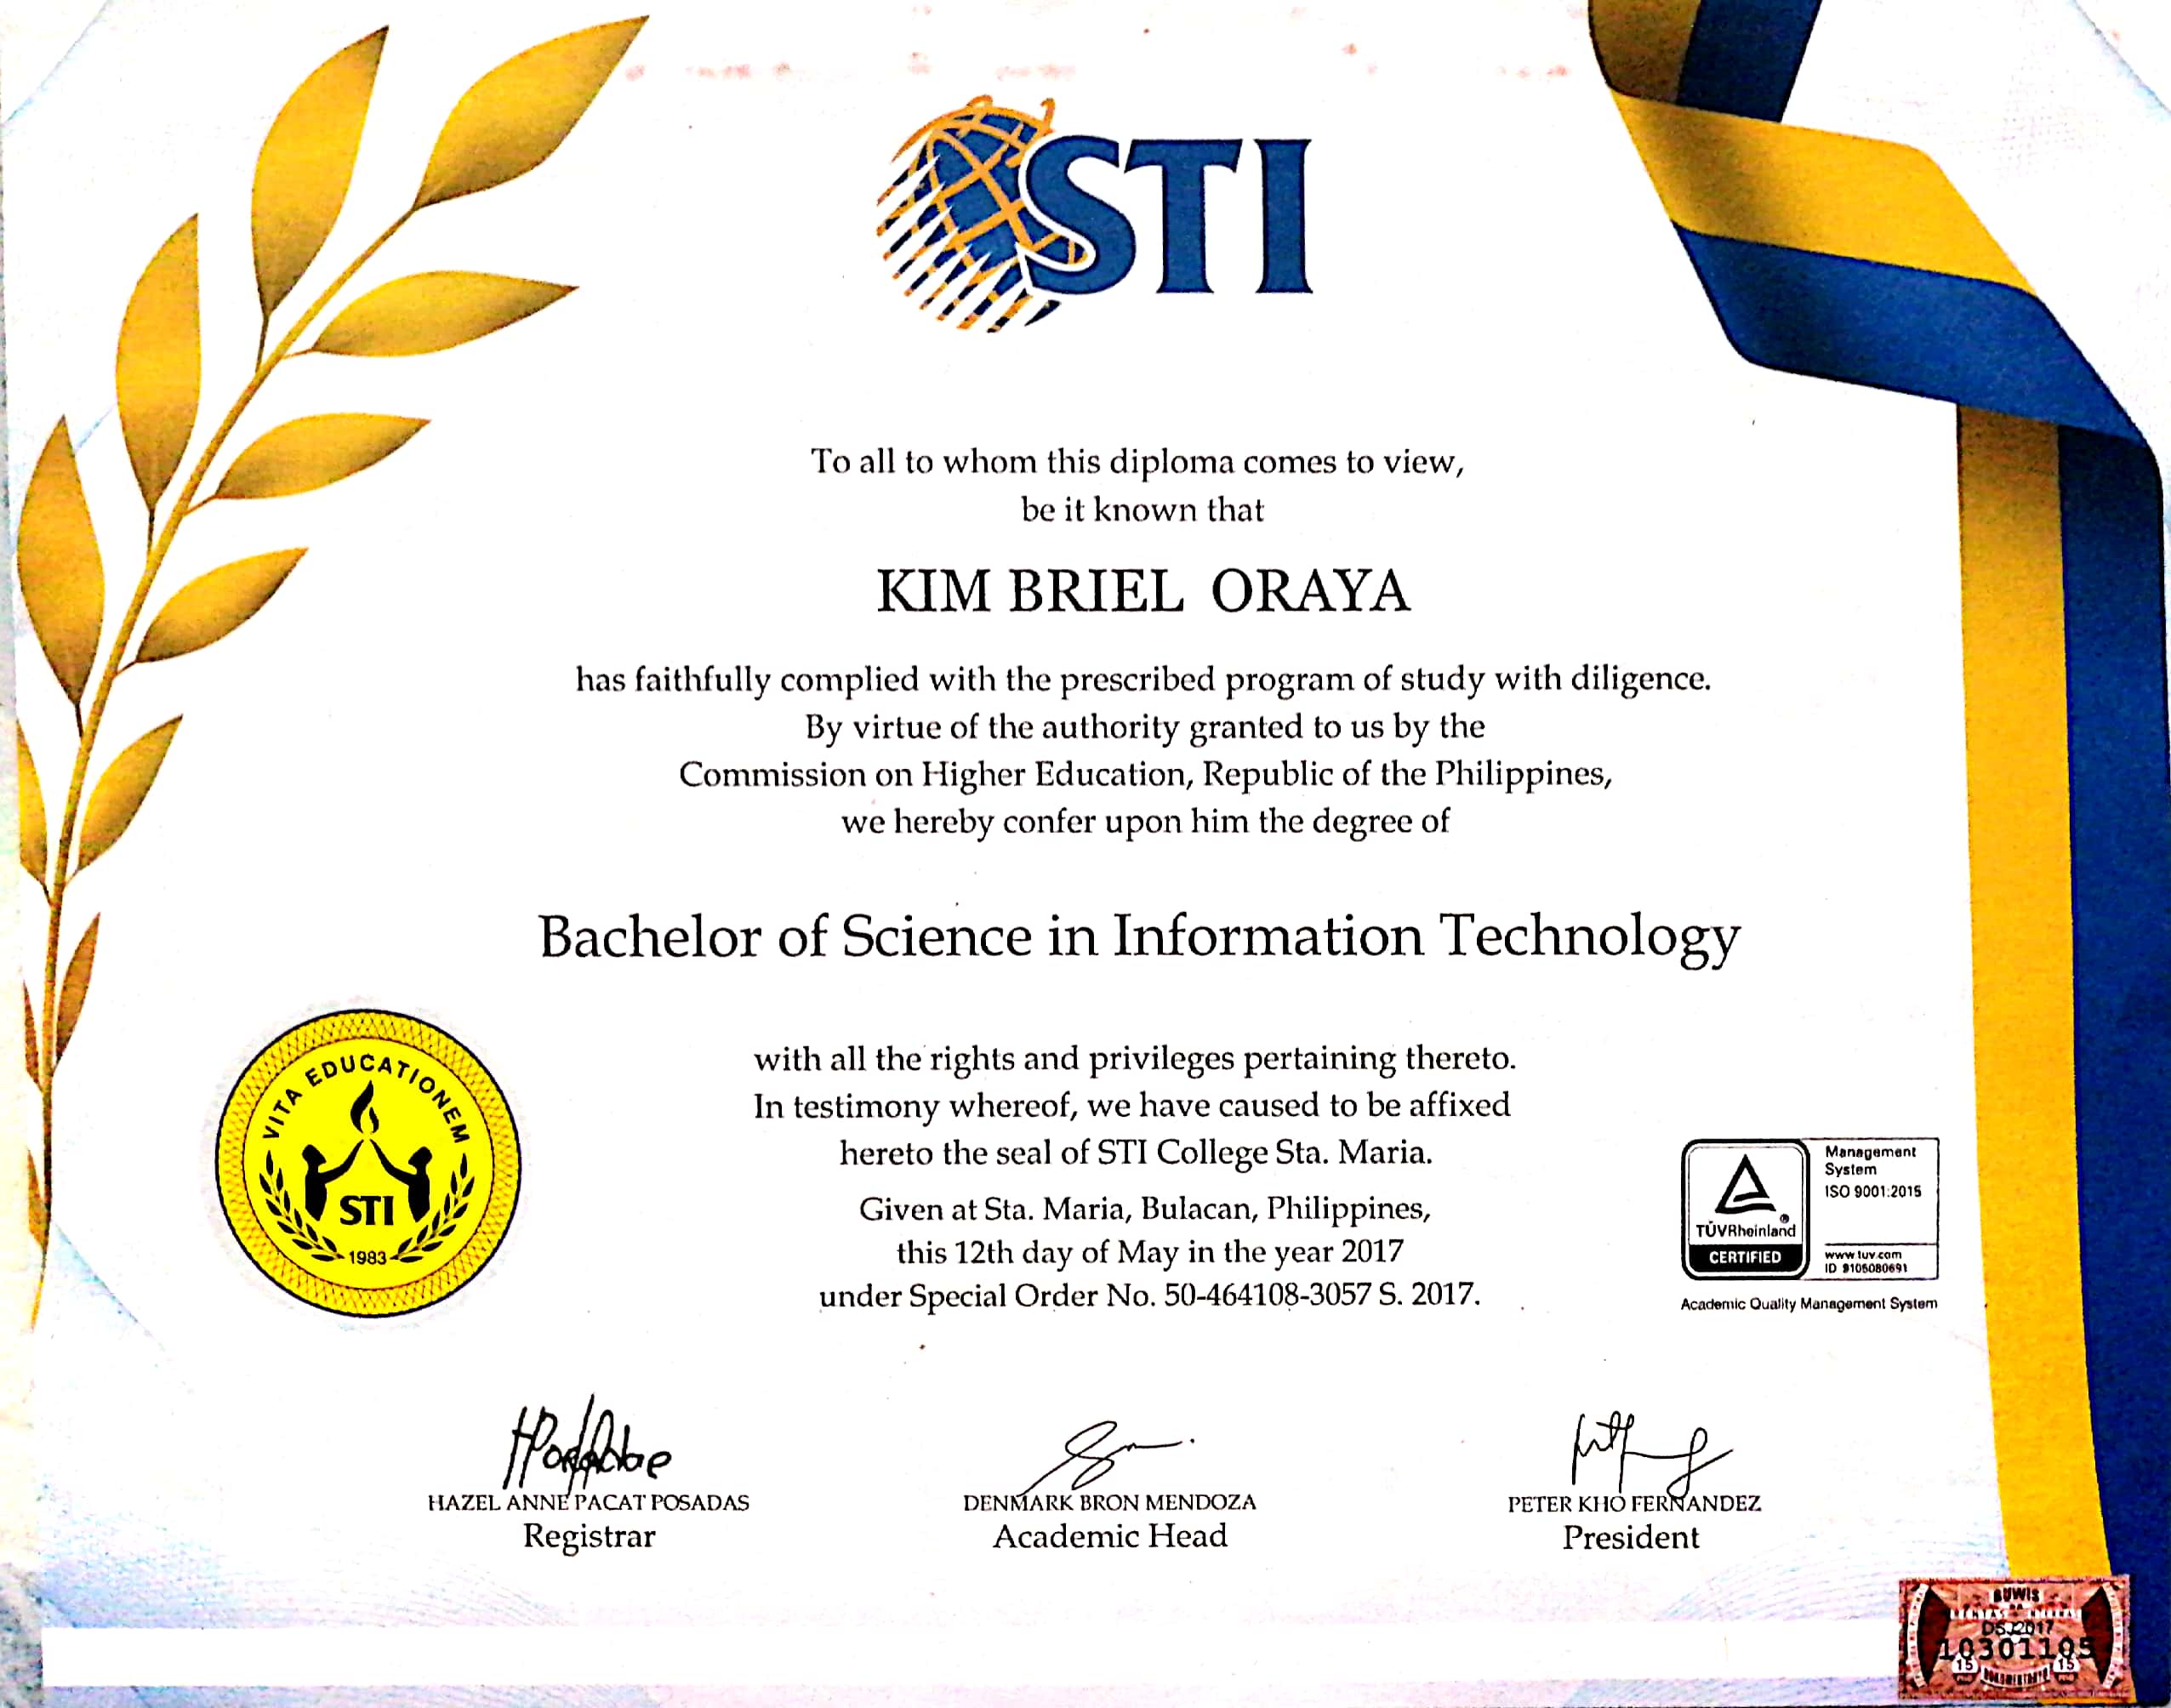 STI
To all to whom this diploma comes to view,
be it known that
KIM BRIEL ORAYA
has faithfully complied with the prescribed program of study with diligence.
By virtue of the authority granted to us by the
Commission on Higher Education, Republic of the Philippines,
we hereby confer upon him the degree of
Bachelor of Science in Information Technology
with all the rights and privileges pertaining thereto.
In testimony whereof, we have caused to be affixed
hereto the seal of STI College Sta. Maria.
Given at Sta. Maria, Bulacan, Philippines,
this 12th day of May in the year 2017
under Special Order No. 50-464108-3057 S. 2017.
VITA EDUCATIONEM
STI
1983
Management
System
ISO 9001:2015
TÜVRheinland®
CERTIFIED
www.tuv.com
ID 9105080691
Academic Quality Management System
HAZEL ANNE PACAT POSADAS
Registrar
DENMARK BRON MENDOZA
Academic Head
PETER KHO FERNANDEZ
President
BUWIS
DSJ2017
10301105
15 15